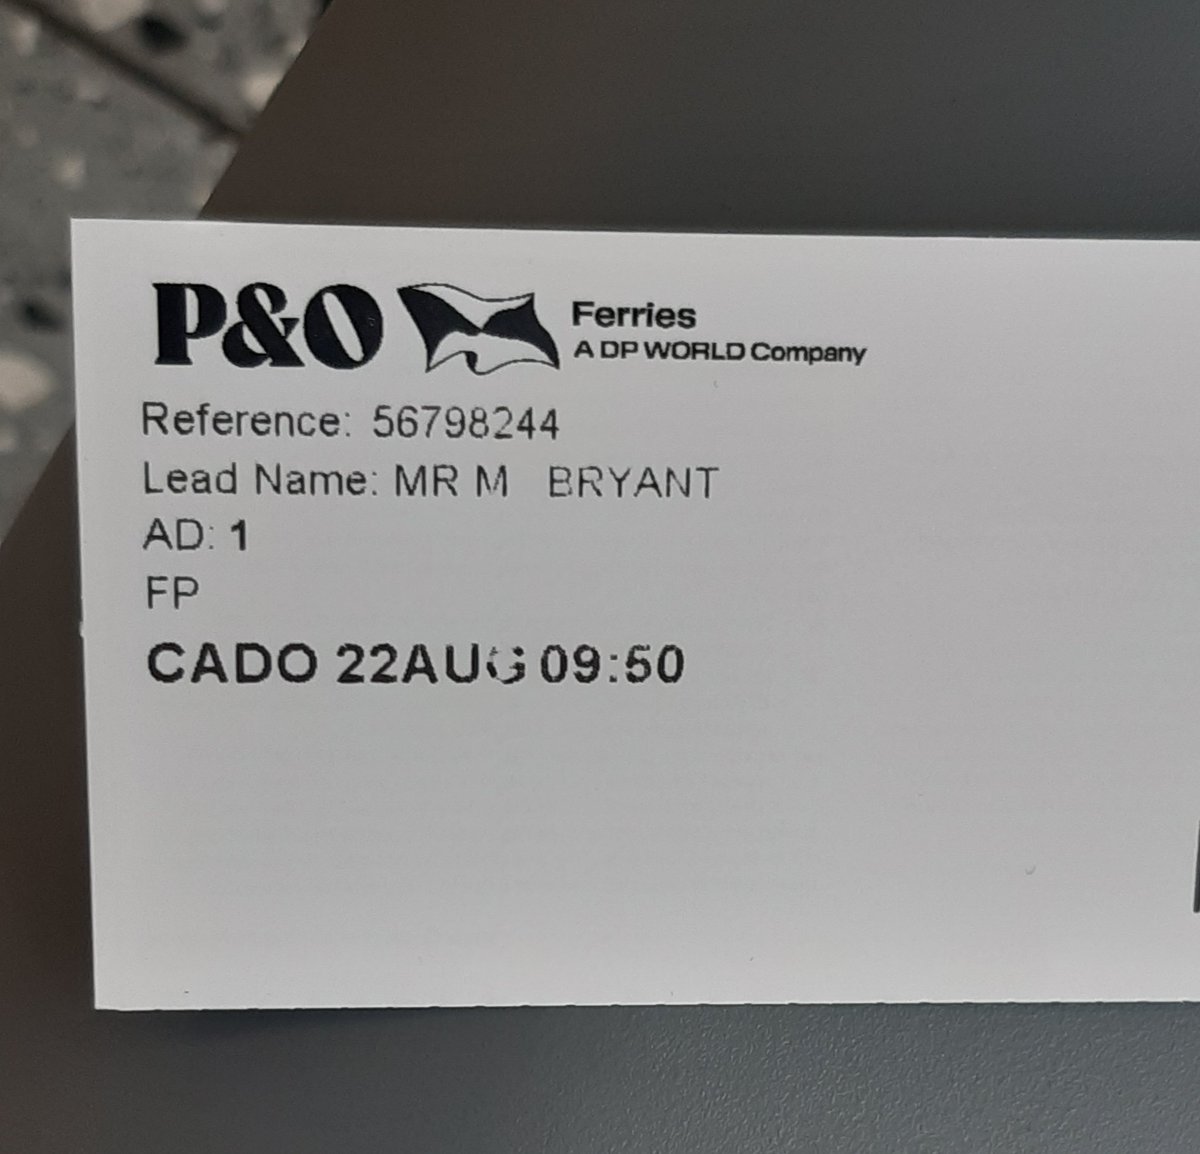 P&O Ferries
A DP WORLD Company
Reference: 56798244
Lead Name: MR M BRYANT
AD: 1
FP
CADO 22AUG 09:50